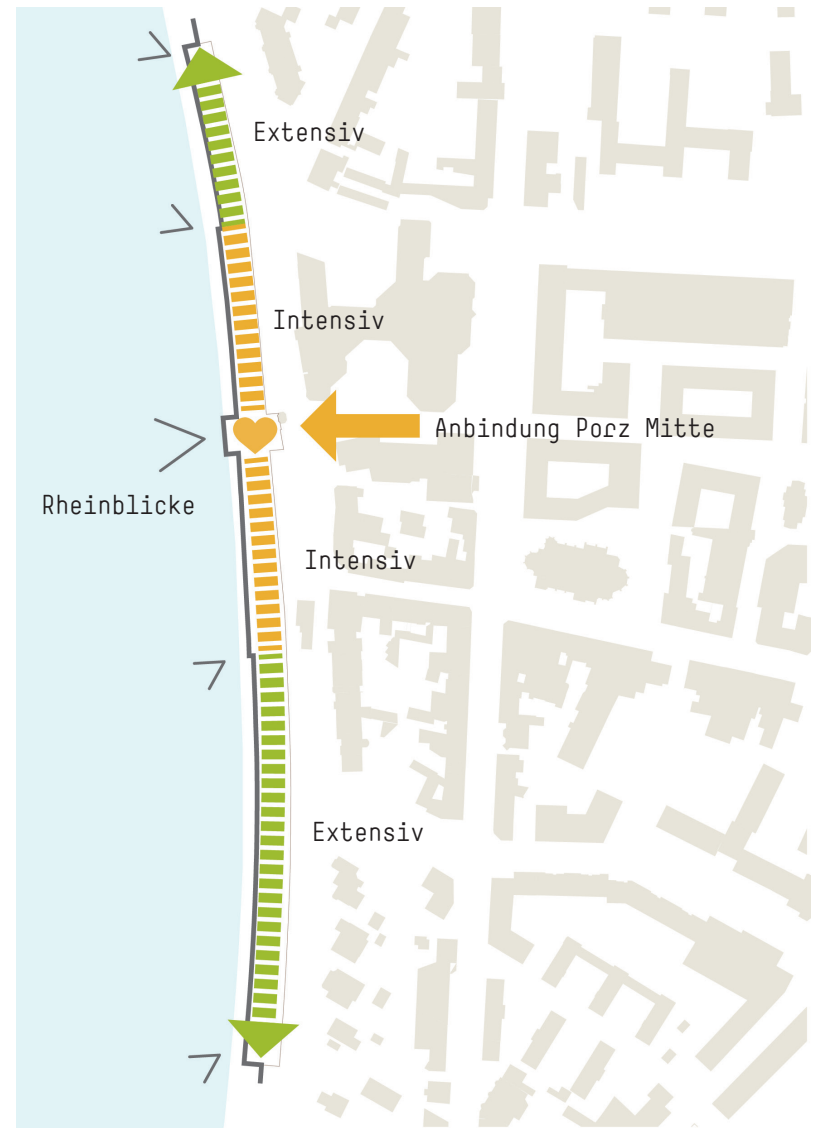 Extensiv
Intensiv
Anbindung Porz Mitte
Rheinblicke
Intensiv
Extensiv